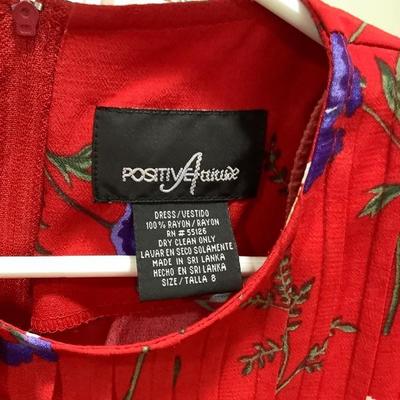 POSITIVE Attitude
DRESS/VESTIDO
100% RAYON/RAYON
RN # 55126
DRY CLEAN ONLY
LAVAR EN SECO SOLAMENTE
MADE IN SRI LANKA
HECHO EN SRI LANKA
SIZE/TALLA 8